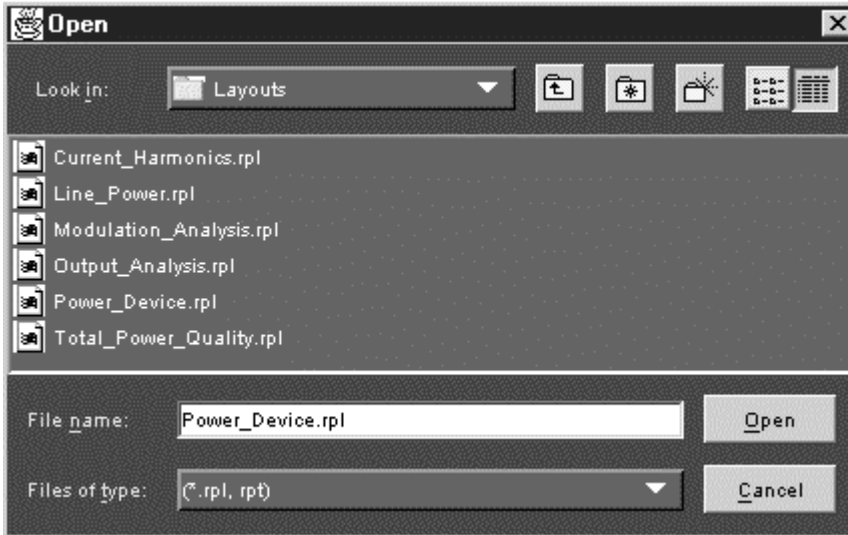 Open
Look in: Layouts
Current_Harmonics.rpl
Line_Power.rpl
Modulation_Analysis.rpl
Output_Analysis.rpl
Power_Device.rpl
Total_Power_Quality.rpl
File name: Power_Device.rpl Open
Files of type: (*.rpl, rpt) Cancel